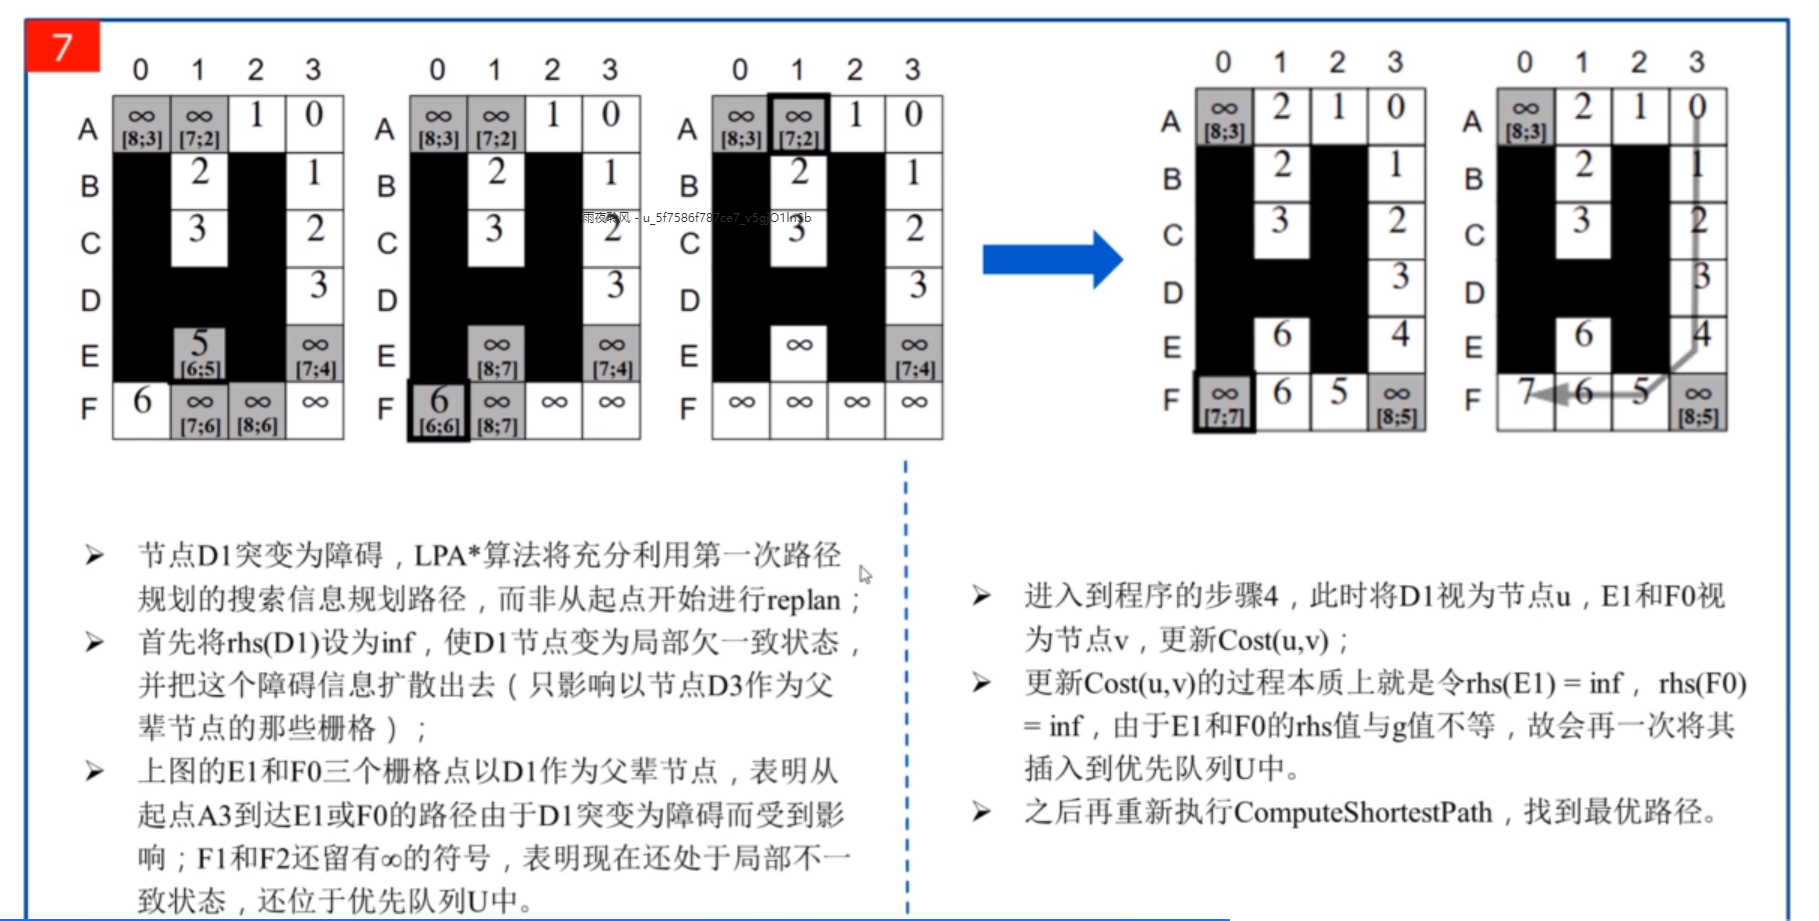 7
0 1 2 3
A ∞ [8;3] ∞ [7;2] 1 0
B 2 1
C 3 2
D 3
E 5 [6;5] ∞ [7;4]
F 6 ∞ [7;6] ∞ [8;6] ∞
0 1 2 3
A ∞ [8;3] ∞ [7;2] 1 0
B 2 1
C 3 2
D 3
E ∞ [8;7] ∞ [7;4]
F 6 [6;6] ∞ [8;7] ∞ ∞
0 1 2 3
A ∞ [8;3] ∞ [7;2] 1 0
B 2 1
C 3 2
D 3
E ∞ ∞ [7;4]
F ∞ ∞ ∞ ∞
0 1 2 3
A ∞ [8;3] 2 1 0
B 2 1
C 3 2
D 3
E 6 4
F ∞ [7;7] 6 5 ∞ [8;5]
0 1 2 3
A ∞ [8;3] 2 1 0
B 2 1
C 3 2
D 3
E 6 4
F 7 6 5 ∞ [8;5]
➢ 节点D1突变为障碍，LPA*算法将充分利用第一次路径
规划的搜索信息规划路径，而非从起点开始进行replan；
➢ 首先将rhs(D1)设为inf，使D1节点变为局部欠一致状态，
并把这个障碍信息扩散出去（只影响以节点D3作为父
辈节点的那些栅格）；
➢ 上图的E1和F0三个栅格点以D1作为父辈节点，表明从
起点A3到达E1或F0的路径由于D1突变为障碍而受到影
响；F1和F2还留有∞的符号，表明现在还处于局部不一
致状态，还位于优先队列U中。
➢ 进入到程序的步骤4，此时将D1视为节点u，E1和F0视
为节点v，更新Cost(u,v)；
➢ 更新Cost(u,v)的过程本质上就是令rhs(E1) = inf，rhs(F0)
= inf，由于E1和F0的rhs值与g值不等，故会再一次将其
插入到优先队列U中。
➢ 之后再重新执行ComputeShortestPath，找到最优路径。